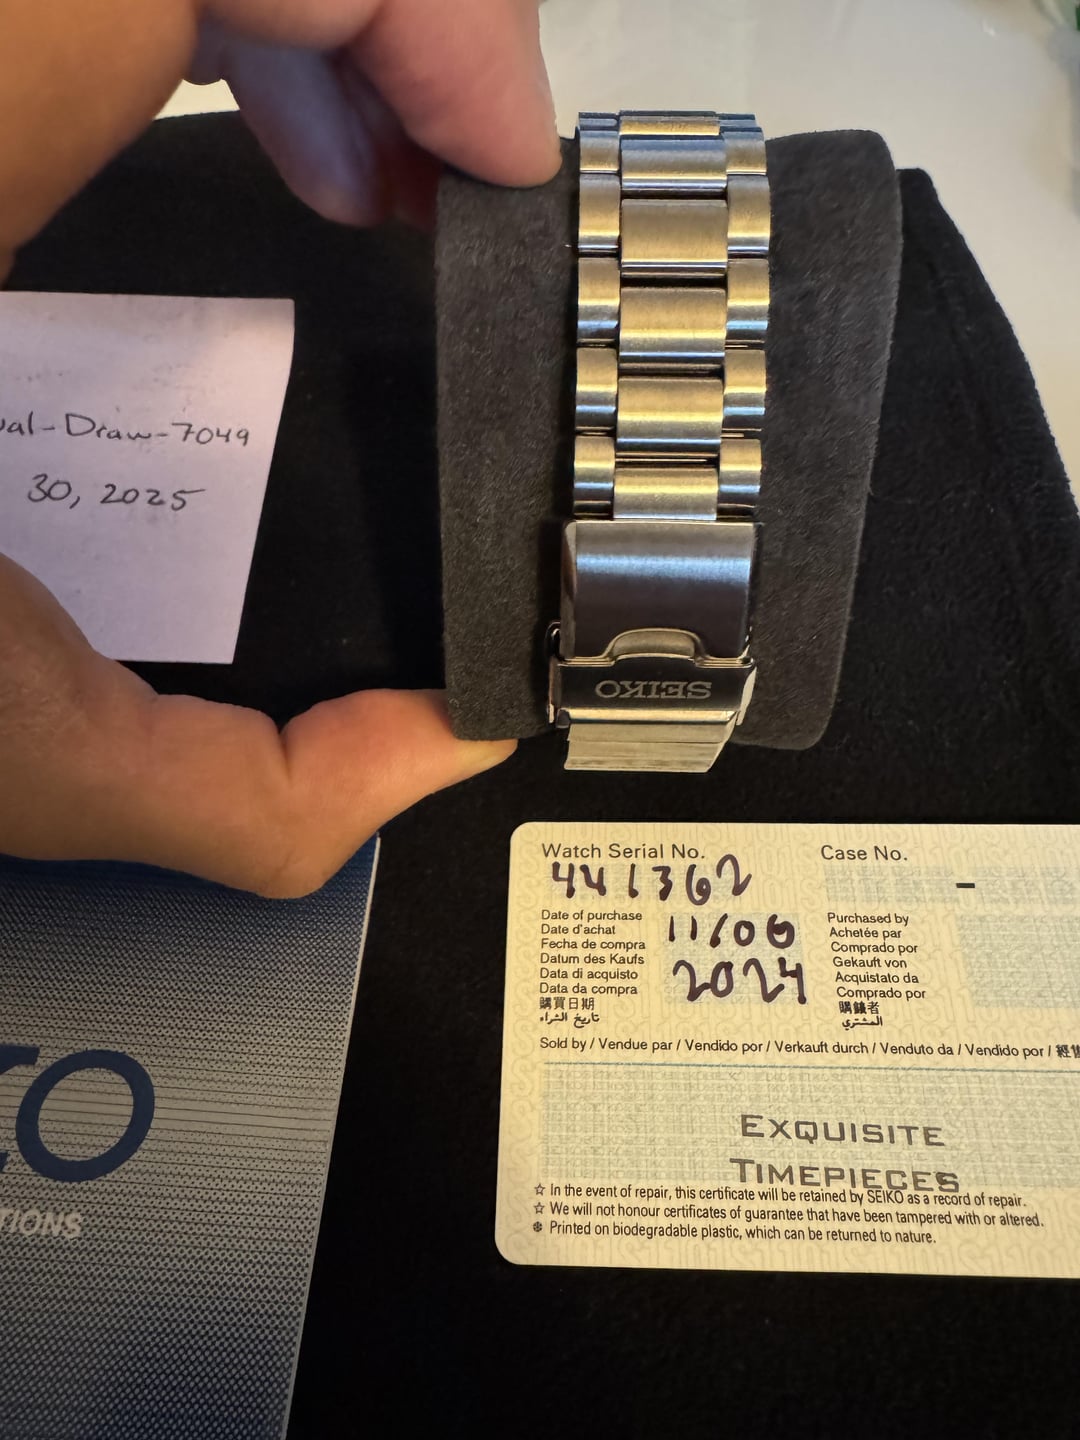 ual-Draw-7049
30, 2025
SEIKO
Watch Serial No.
441362
Case No.
-
Date of purchase
Date d'achat
Fecha de compra
Datum des Kaufs
Data di acquisto
Data da compra
購買日期
تاريخ الشراء
11/06
2024
Purchased by
Achetée par
Comprado por
Gekauft von
Acquistato da
Comprado por
購錶者
المشتري
Sold by / Vendue par / Vendido por / Verkauft durch / Venduto da / Vendido por / 經售
EXQUISITE
TIMEPIECES
☆ In the event of repair, this certificate will be retained by SEIKO as a record of repair.
☆ We will not honour certificates of guarantee that have been tampered with or altered.
❄ Printed on biodegradable plastic, which can be returned to nature.
KO
TIONS